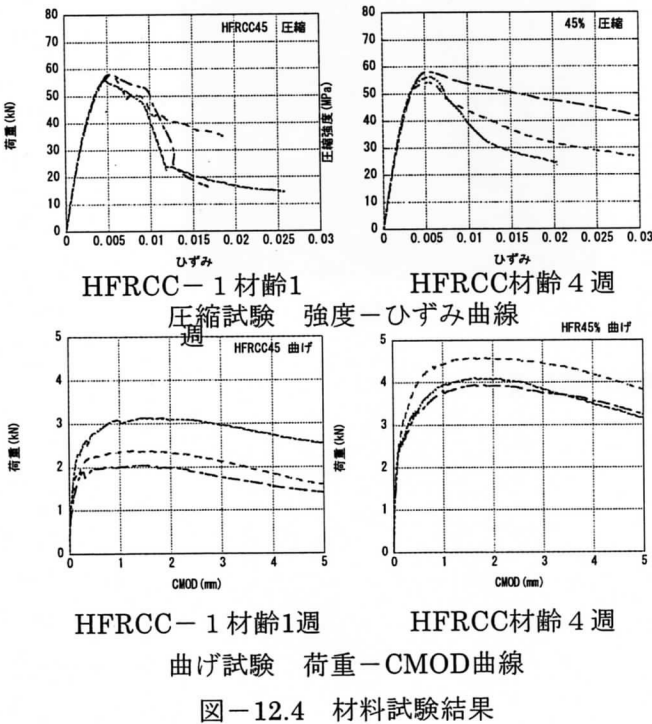 HFRCC45 圧縮
荷重(kN)
80
70
60
50
40
30
20
10
0
0 0.005 0.01 0.015 0.02 0.025 0.03
ひずみ
45% 圧縮
圧縮強度(MPa)
80
70
60
50
40
30
20
10
0
0 0.005 0.01 0.015 0.02 0.025 0.03
ひずみ
HFRCC－１材齢1
週
HFRCC材齢４週
圧縮試験 強度－ひずみ曲線
HFRCC45 曲げ
荷重(kN)
5
4
3
2
1
0
0 1 2 3 4 5
CMOD(mm)
HFR45% 曲げ
荷重(kN)
5
4
3
2
1
0
0 1 2 3 4 5
CMOD(mm)
HFRCC－１材齢1週
HFRCC材齢４週
曲げ試験 荷重－CMOD曲線
図－12.4 材料試験結果